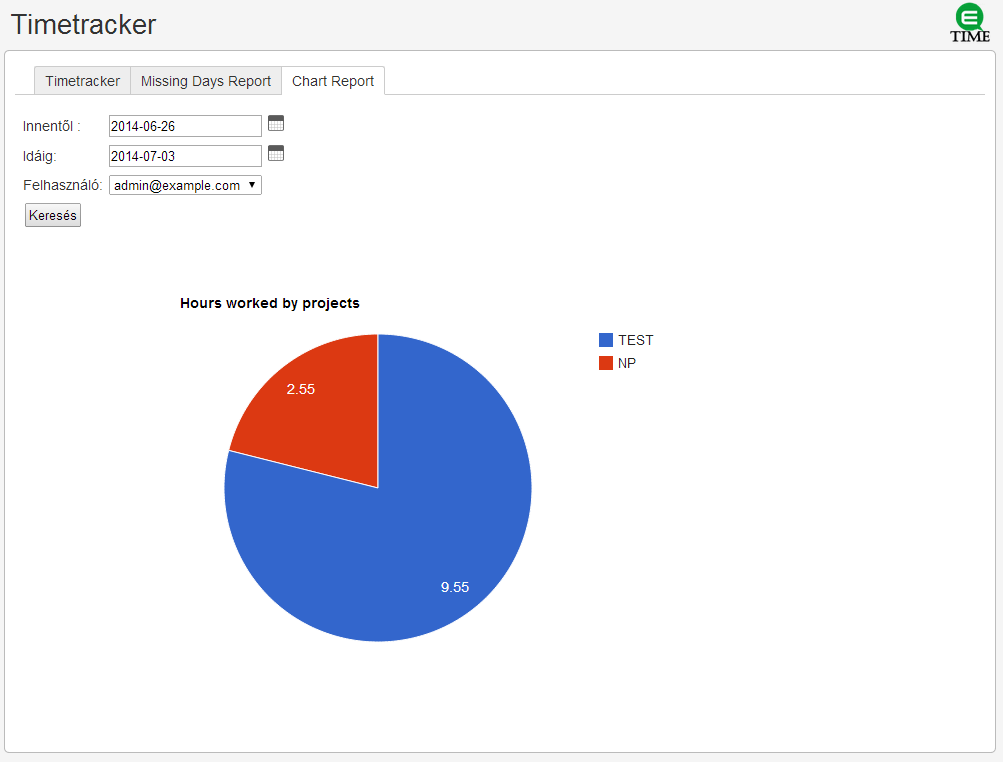 Timetracker
E
TIME
Timetracker Missing Days Report Chart Report
Innentől : 2014-06-26
Idáig: 2014-07-03
Felhasználó: admin@example.com
Keresés
Hours worked by projects
TEST
NP
2.55
9.55